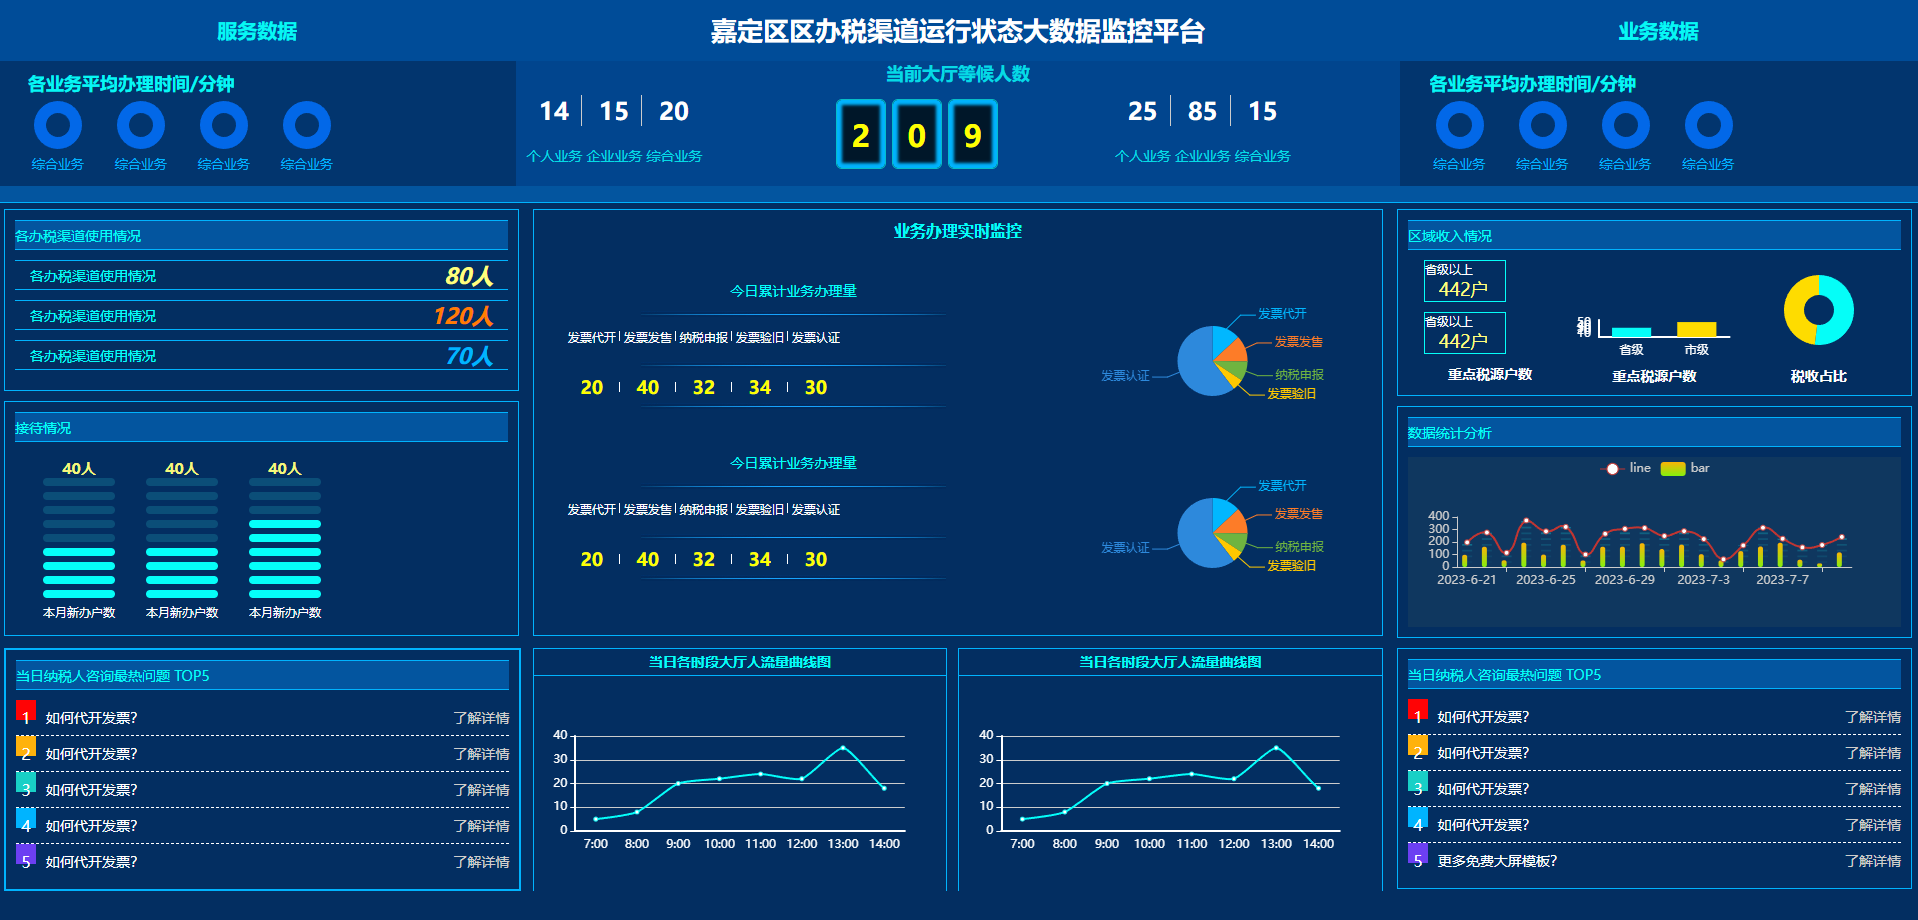 服务数据
嘉定区区办税渠道运行状态大数据监控平台
业务数据
各业务平均办理时间/分钟
综合业务 综合业务 综合业务 综合业务
14 15 20
个人业务 企业业务 综合业务
当前大厅等候人数
2 0 9
25 85 15
个人业务 企业业务 综合业务
各业务平均办理时间/分钟
综合业务 综合业务 综合业务 综合业务
各办税渠道使用情况
各办税渠道使用情况 80人
各办税渠道使用情况 120人
各办税渠道使用情况 70人
接待情况
40人 40人 40人
本月新办户数 本月新办户数 本月新办户数
业务办理实时监控
今日累计业务办理量
发票代开 发票发售 纳税申报 发票验旧 发票认证
20 40 32 34 30
发票代开
发票发售
纳税申报
发票验旧
发票认证
今日累计业务办理量
发票代开 发票发售 纳税申报 发票验旧 发票认证
20 40 32 34 30
发票代开
发票发售
纳税申报
发票验旧
发票认证
区域收入情况
省级以上
442户
省级以上
442户
重点税源户数
50
10
省级 市级
重点税源户数
税收占比
数据统计分析
line bar
400
300
200
100
0
2023-6-21 2023-6-25 2023-6-29 2023-7-3 2023-7-7
当日纳税人咨询最热问题 TOP5
1 如何代开发票? 了解详情
2 如何代开发票? 了解详情
3 如何代开发票? 了解详情
4 如何代开发票? 了解详情
5 如何代开发票? 了解详情
当日各时段大厅人流量曲线图
40
30
20
10
0
7:00 8:00 9:00 10:00 11:00 12:00 13:00 14:00
当日各时段大厅人流量曲线图
40
30
20
10
0
7:00 8:00 9:00 10:00 11:00 12:00 13:00 14:00
当日纳税人咨询最热问题 TOP5
1 如何代开发票? 了解详情
2 如何代开发票? 了解详情
3 如何代开发票? 了解详情
4 如何代开发票? 了解详情
5 更多免费大屏模板? 了解详情